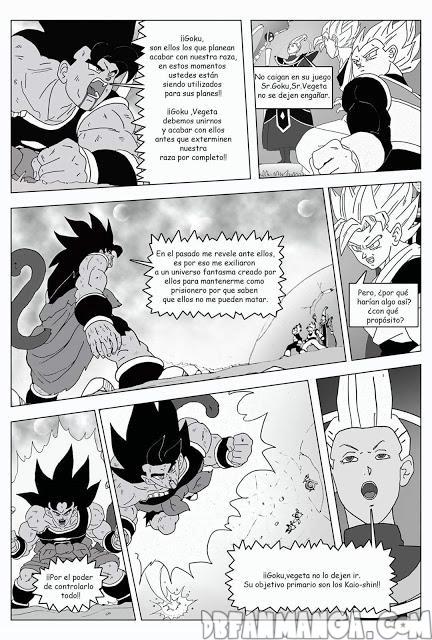 ¡¡Goku,
son ellos los que planean
acabar con nuestra raza,
en estos momentos
ustedes están
siendo utilizados
para sus planes!!
¡¡Goku ,Vegeta
debemos unirnos
y acabar con ellos
antes que exterminen
nuestra
raza por completo!!
No caigan en su juego
Sr.Goku,Sr.Vegeta
no se dejen engañar.
En el pasado me revele ante ellos,
es por eso me exiliaron
a un universo fantasma creado por
ellos para mantenerme como
prisionero por que saben
que ellos no me pueden matar.
Pero, ¿por qué
harían algo así?
¿con qué
propósito?
¡¡Por el poder
de controlarlo
todo!!
¡¡Goku,vegeta no lo dejen ir.
Su objetivo primario son los Kaio-shin!!
DBFANMANGA.COM